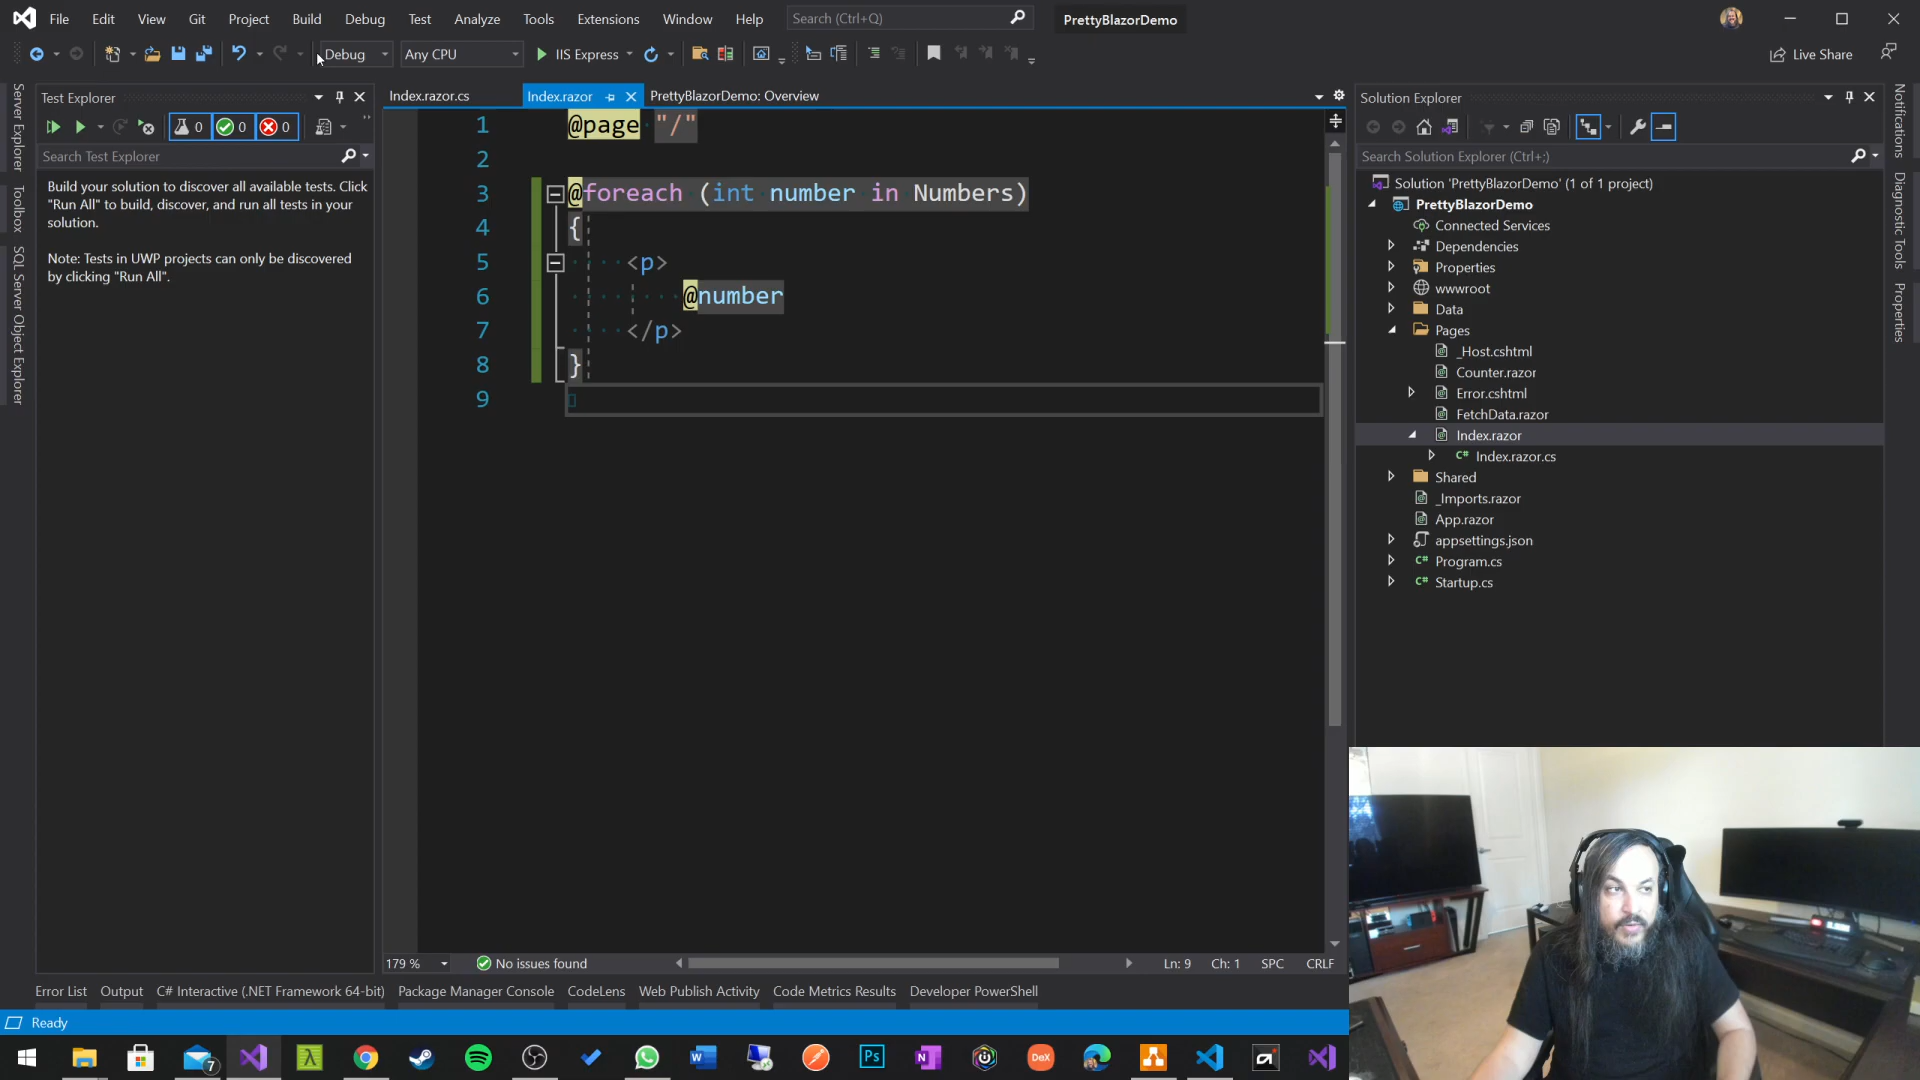 File Edit View Git Project Build Debug Test Analyze Tools Extensions Window Help Search (Ctrl+Q) PrettyBlazorDemo
Debug Any CPU IIS Express Live Share
Server Explorer
Toolbox
SQL Server Object Explorer
Test Explorer
0 0 0
Search Test Explorer
Build your solution to discover all available tests. Click
"Run All" to build, discover, and run all tests in your
solution.
Note: Tests in UWP projects can only be discovered
by clicking "Run All".
Index.razor.cs Index.razor PrettyBlazorDemo: Overview
1 @page "/"
2
3 @foreach (int number in Numbers)
4 {
5 <p>
6 @number
7 </p>
8 }
9
179 % No issues found Ln: 9 Ch: 1 SPC CRLF
Solution Explorer
Search Solution Explorer (Ctrl+;)
Solution 'PrettyBlazorDemo' (1 of 1 project)
PrettyBlazorDemo
Connected Services
Dependencies
Properties
wwwroot
Data
Pages
_Host.cshtml
Counter.razor
Error.cshtml
FetchData.razor
Index.razor
C# Index.razor.cs
Shared
_Imports.razor
App.razor
appsettings.json
C# Program.cs
C# Startup.cs
Notifications
Diagnostic Tools
Properties
Error List Output C# Interactive (.NET Framework 64-bit) Package Manager Console CodeLens Web Publish Activity Code Metrics Results Developer PowerShell
Ready
7 λ W Ps N DeX